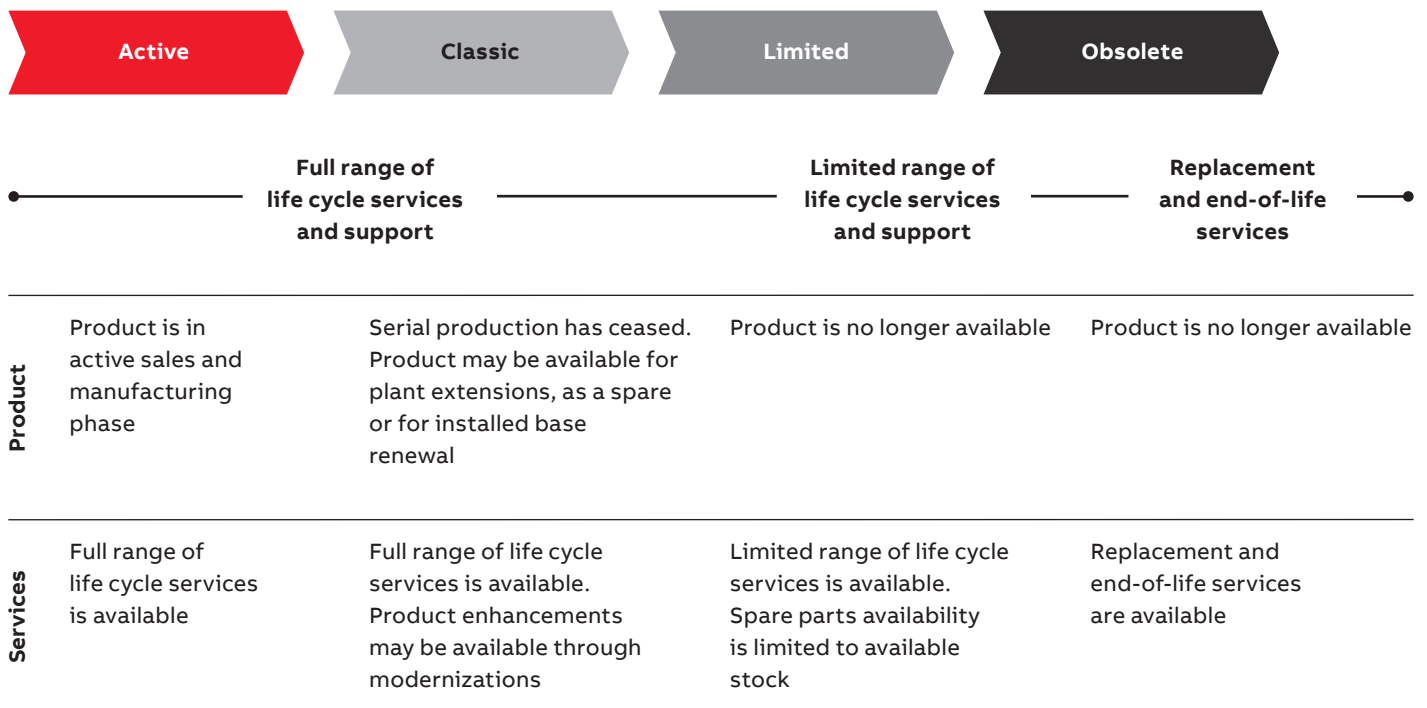 Active
Classic
Limited
Obsolete
Full range of
life cycle services
and support
Limited range of
life cycle services
and support
Replacement
and end-of-life
services
Product
Product is in
active sales and
manufacturing
phase
Serial production has ceased.
Product may be available for
plant extensions, as a spare
or for installed base
renewal
Product is no longer available
Product is no longer available
Services
Full range of
life cycle services
is available
Full range of life cycle
services is available.
Product enhancements
may be available through
modernizations
Limited range of life cycle
services is available.
Spare parts availability
is limited to available
stock
Replacement and
end-of-life services
are available